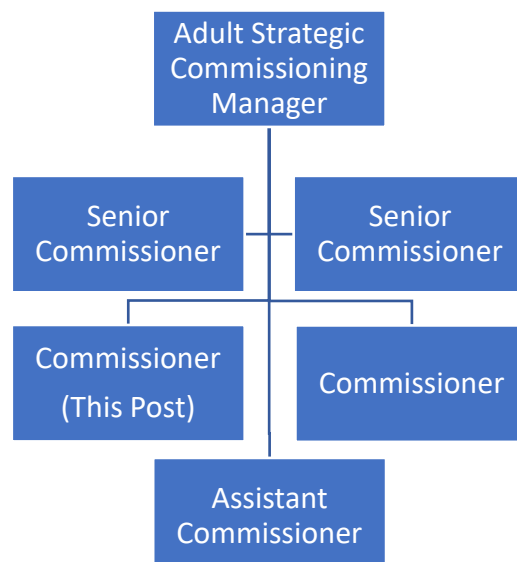 Adult Strategic
Commissioning
Manager
Senior
Commissioner
Senior
Commissioner
Commissioner
(This Post)
Commissioner
Assistant
Commissioner